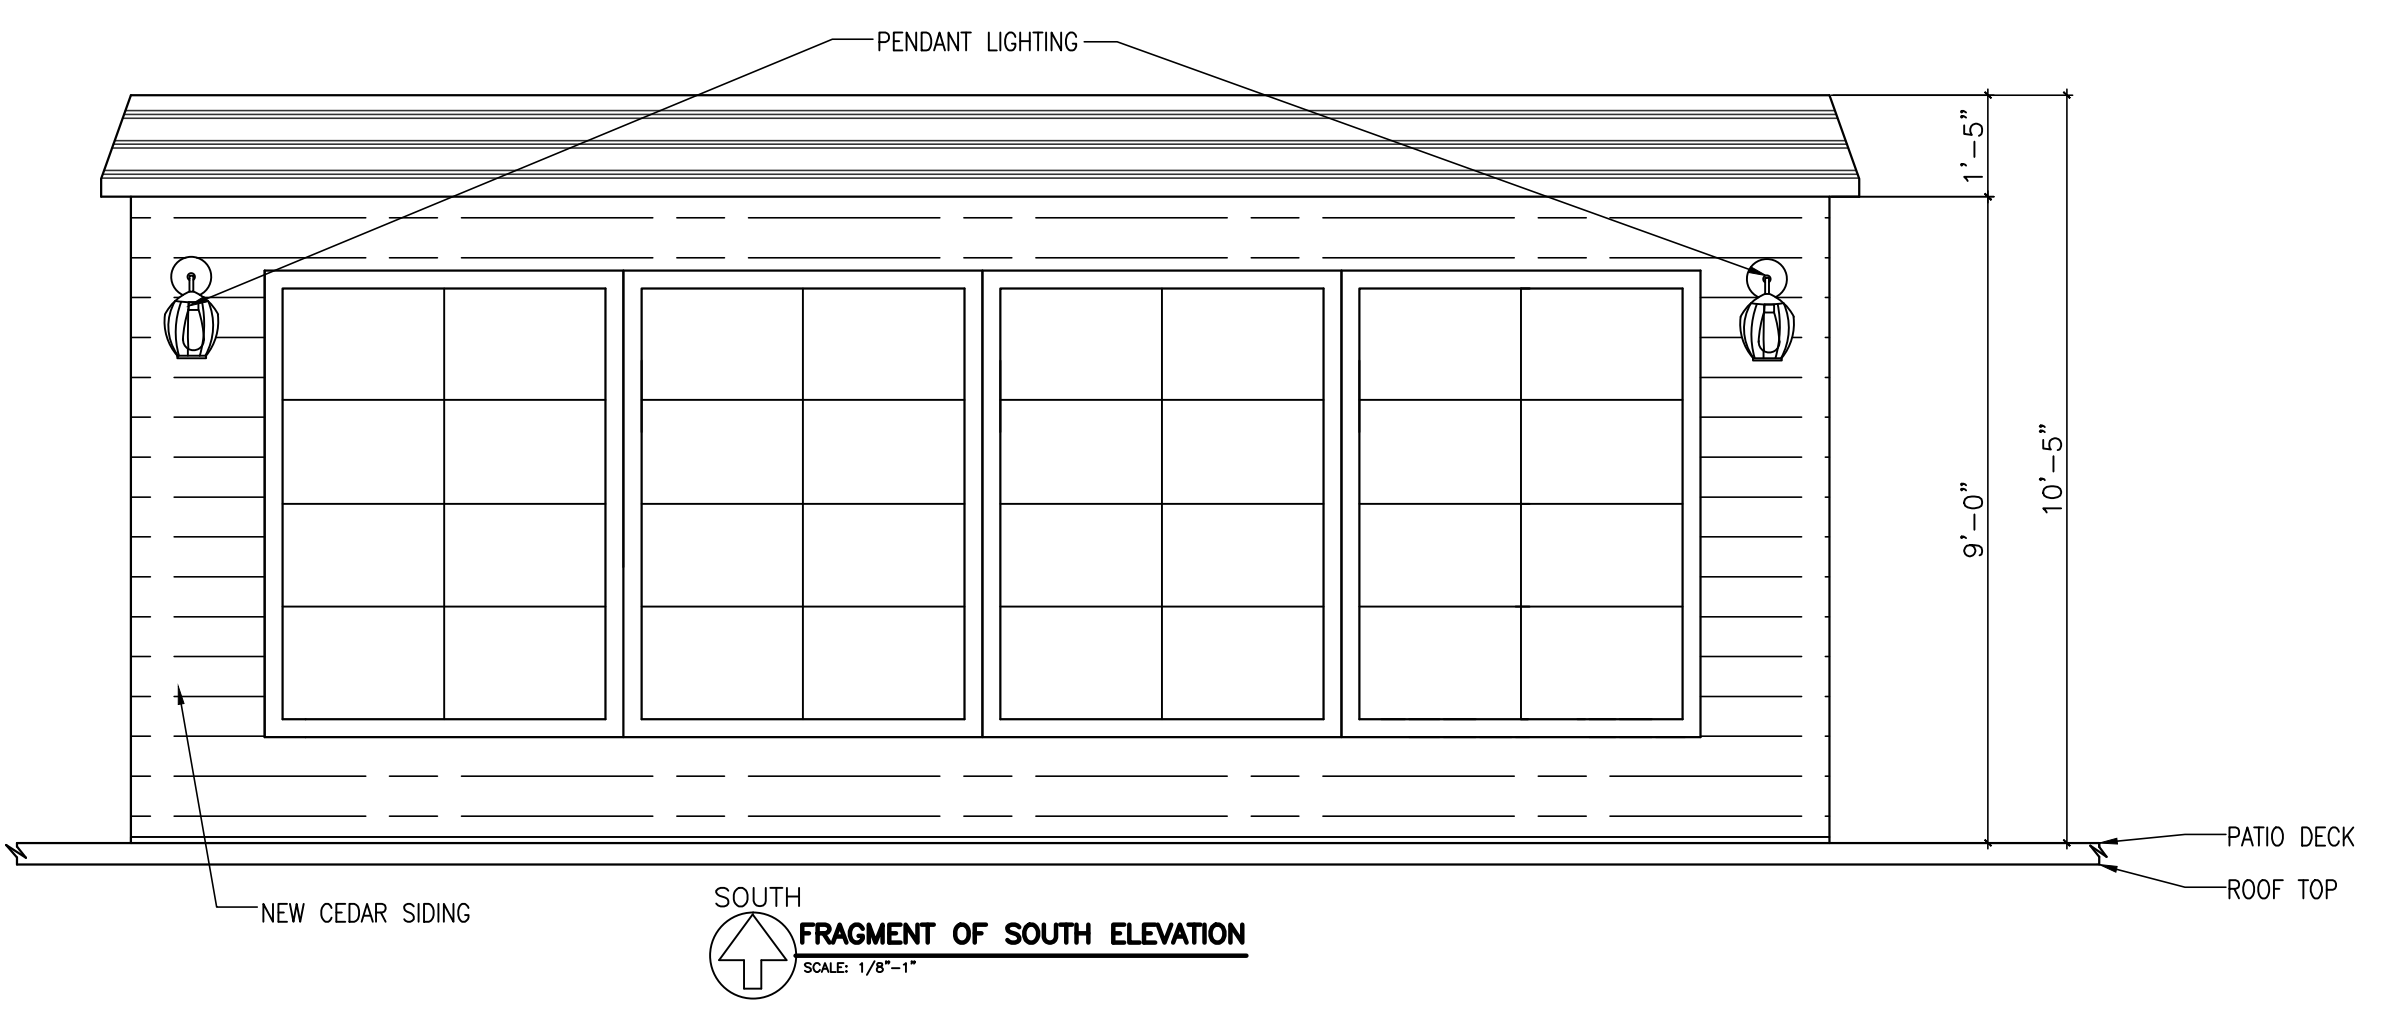 PENDANT LIGHTING
1'-5"
9'-0"
10'-5"
PATIO DECK
ROOF TOP
NEW CEDAR SIDING
SOUTH
FRAGMENT OF SOUTH ELEVATION
SCALE: 1/8"-1"